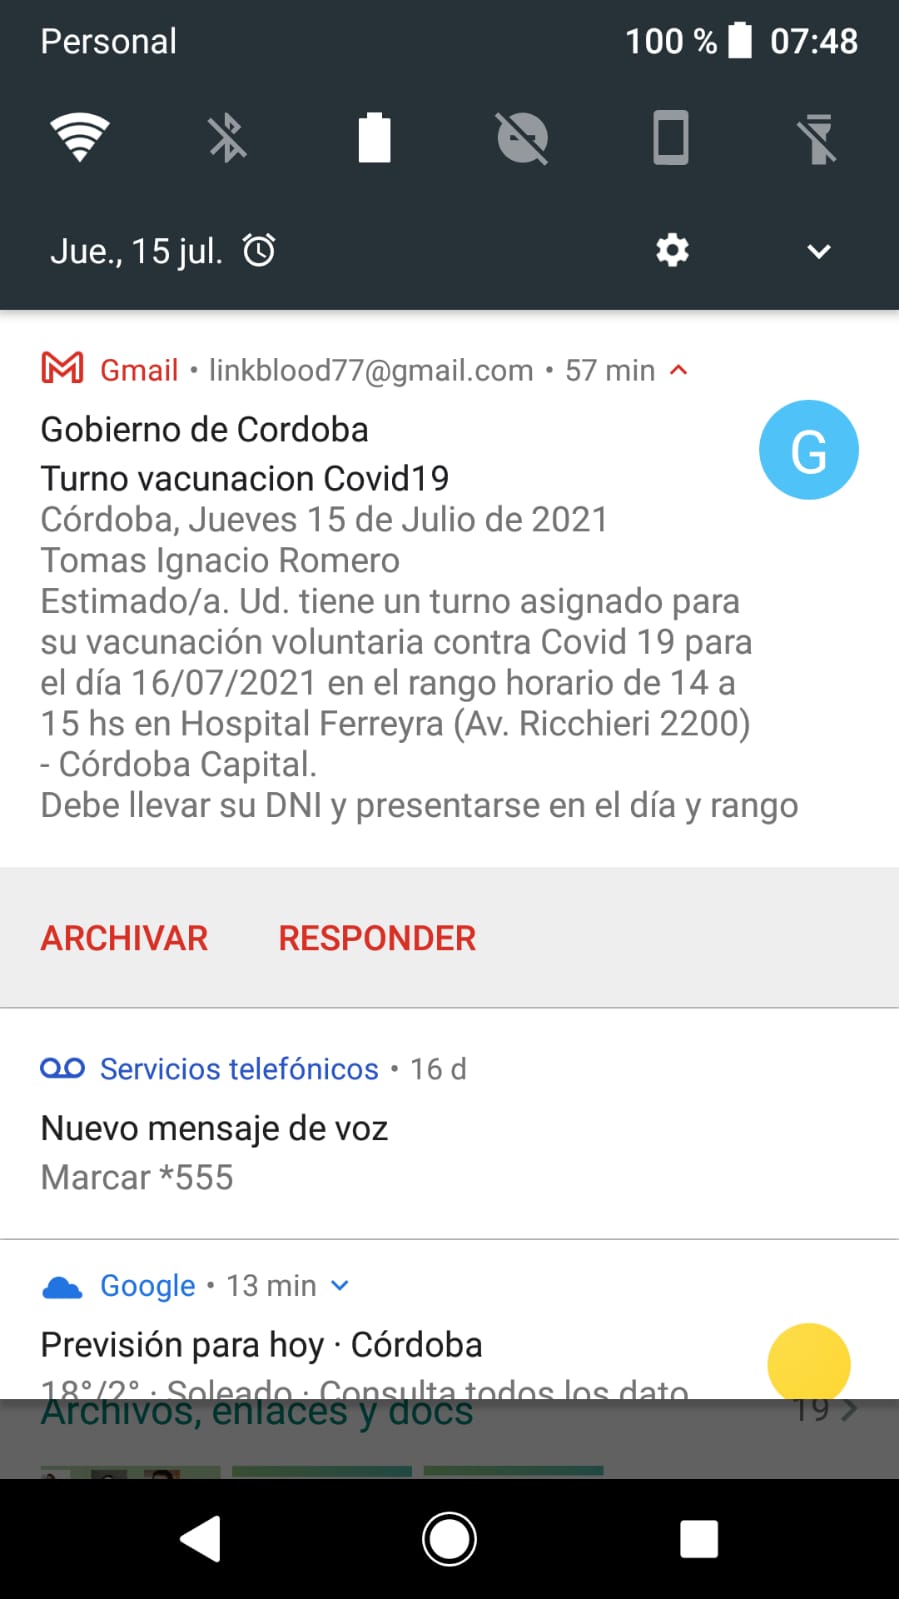 Personal 100 % 07:48
Jue., 15 jul.
Gmail • linkblood77@gmail.com • 57 min
Gobierno de Cordoba
G
Turno vacunacion Covid19
Córdoba, Jueves 15 de Julio de 2021
Tomas Ignacio Romero
Estimado/a. Ud. tiene un turno asignado para
su vacunación voluntaria contra Covid 19 para
el día 16/07/2021 en el rango horario de 14 a
15 hs en Hospital Ferreyra (Av. Ricchieri 2200)
- Córdoba Capital.
Debe llevar su DNI y presentarse en el día y rango
ARCHIVAR RESPONDER
Servicios telefónicos • 16 d
Nuevo mensaje de voz
Marcar *555
Google • 13 min
Previsión para hoy · Córdoba
18°/2° · Soleado · Consulta todos los dato
Archivos, enlaces y docs 19